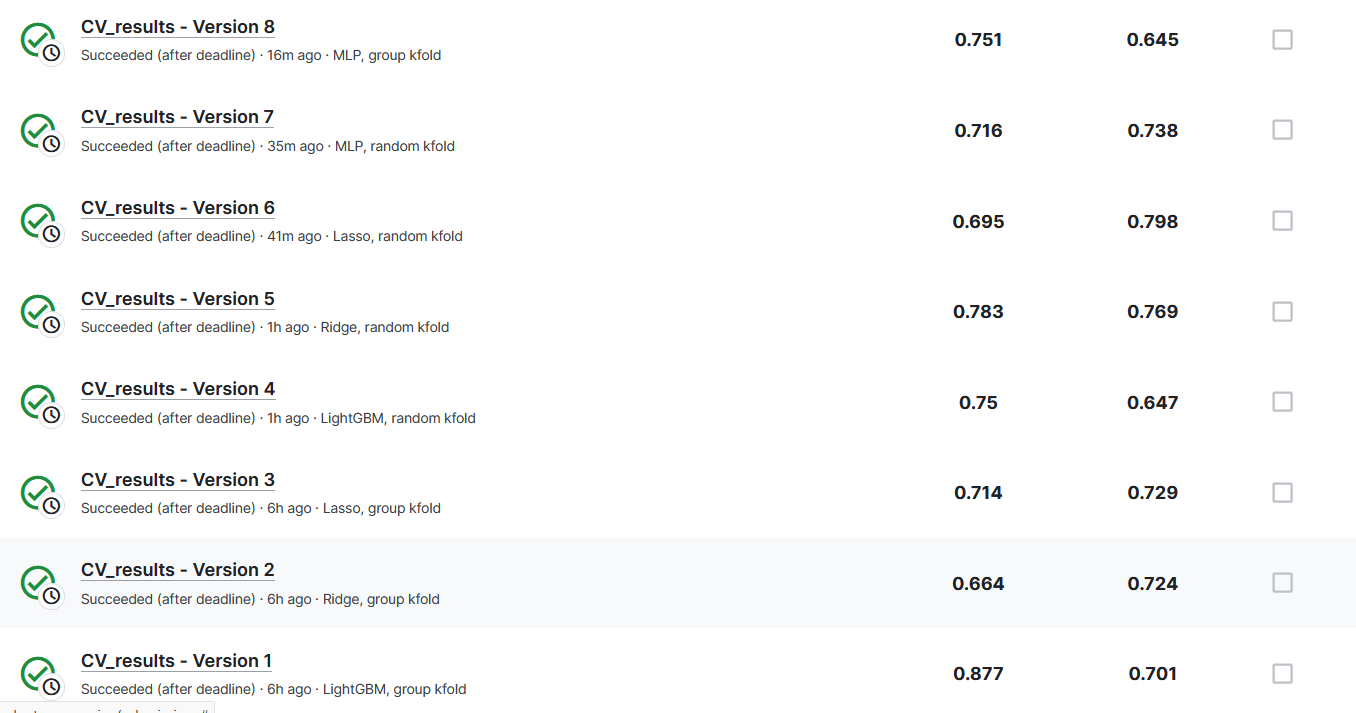 CV_results - Version 8
0.751 0.645
Succeeded (after deadline) · 16m ago · MLP, group kfold
CV_results - Version 7
0.716 0.738
Succeeded (after deadline) · 35m ago · MLP, random kfold
CV_results - Version 6
0.695 0.798
Succeeded (after deadline) · 41m ago · Lasso, random kfold
CV_results - Version 5
0.783 0.769
Succeeded (after deadline) · 1h ago · Ridge, random kfold
CV_results - Version 4
0.75 0.647
Succeeded (after deadline) · 1h ago · LightGBM, random kfold
CV_results - Version 3
0.714 0.729
Succeeded (after deadline) · 6h ago · Lasso, group kfold
CV_results - Version 2
0.664 0.724
Succeeded (after deadline) · 6h ago · Ridge, group kfold
CV_results - Version 1
0.877 0.701
Succeeded (after deadline) · 6h ago · LightGBM, group kfold